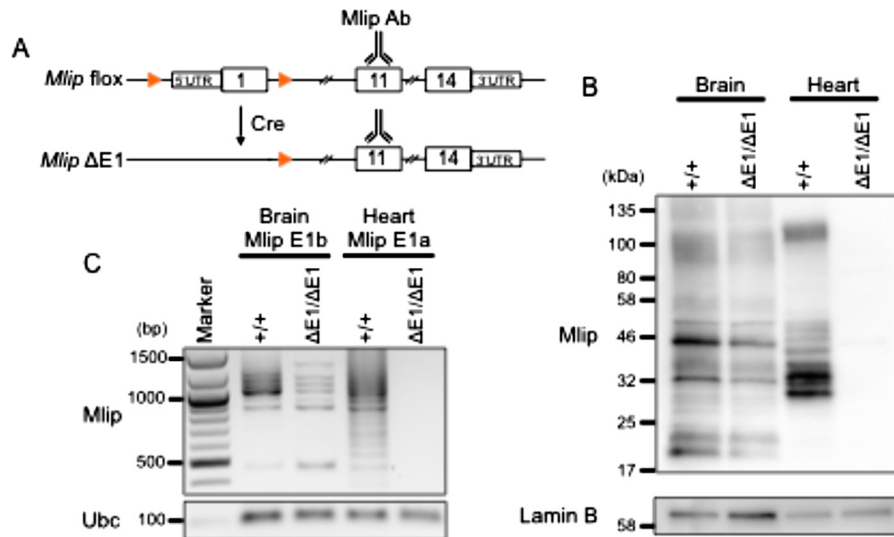 A
Mlip Ab
Mlip flox
5'UTR
1
11
14
3'UTR
Cre
Mlip ΔE1
11
14
3'UTR
B
Brain
Heart
(kDa)
+/+
ΔE1/ΔE1
+/+
ΔE1/ΔE1
135
100
80
58
46
32
25
17
Mlip
Lamin B
58
C
Brain
Mlip E1b
Heart
Mlip E1a
(bp)
Marker
+/+
ΔE1/ΔE1
+/+
ΔE1/ΔE1
1500
1000
500
Mlip
Ubc
100